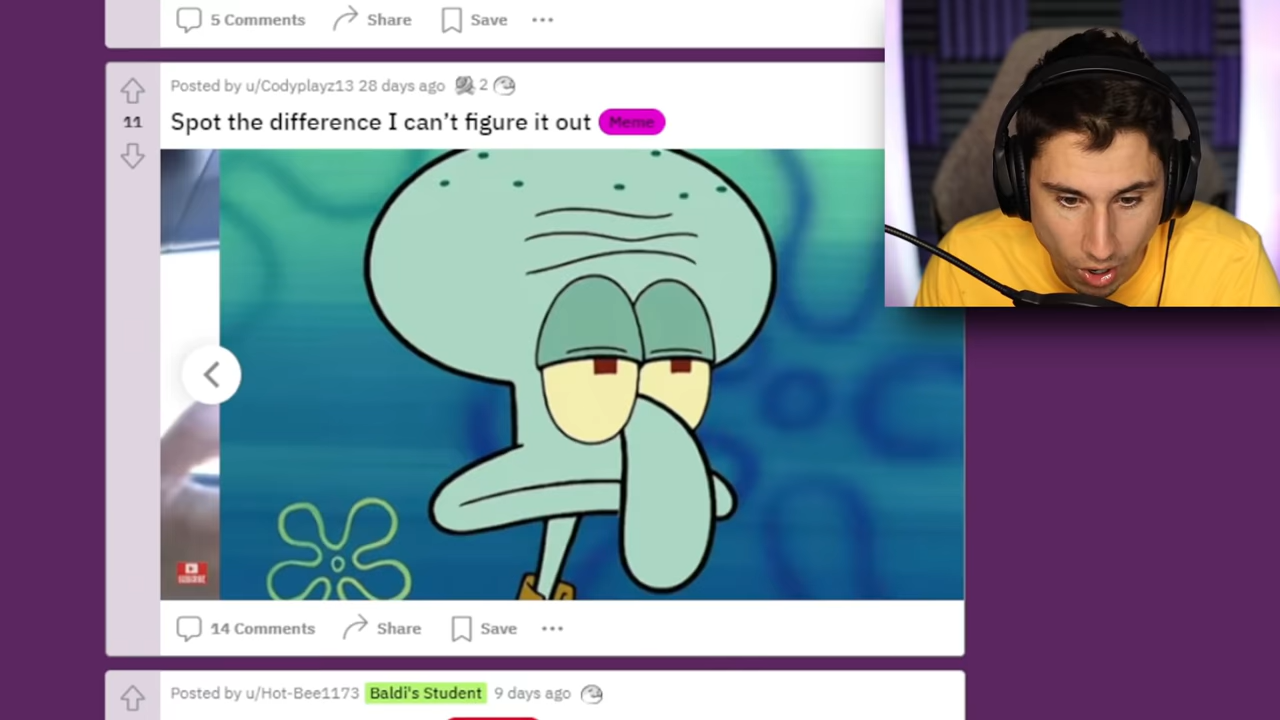 5 Comments Share Save
Posted by u/Codyplayz13 28 days ago 2
Spot the difference I can't figure it out Meme
SUBSCRIBE
14 Comments Share Save
Posted by u/Hot-Bee1173 Baldi's Student 9 days ago
11